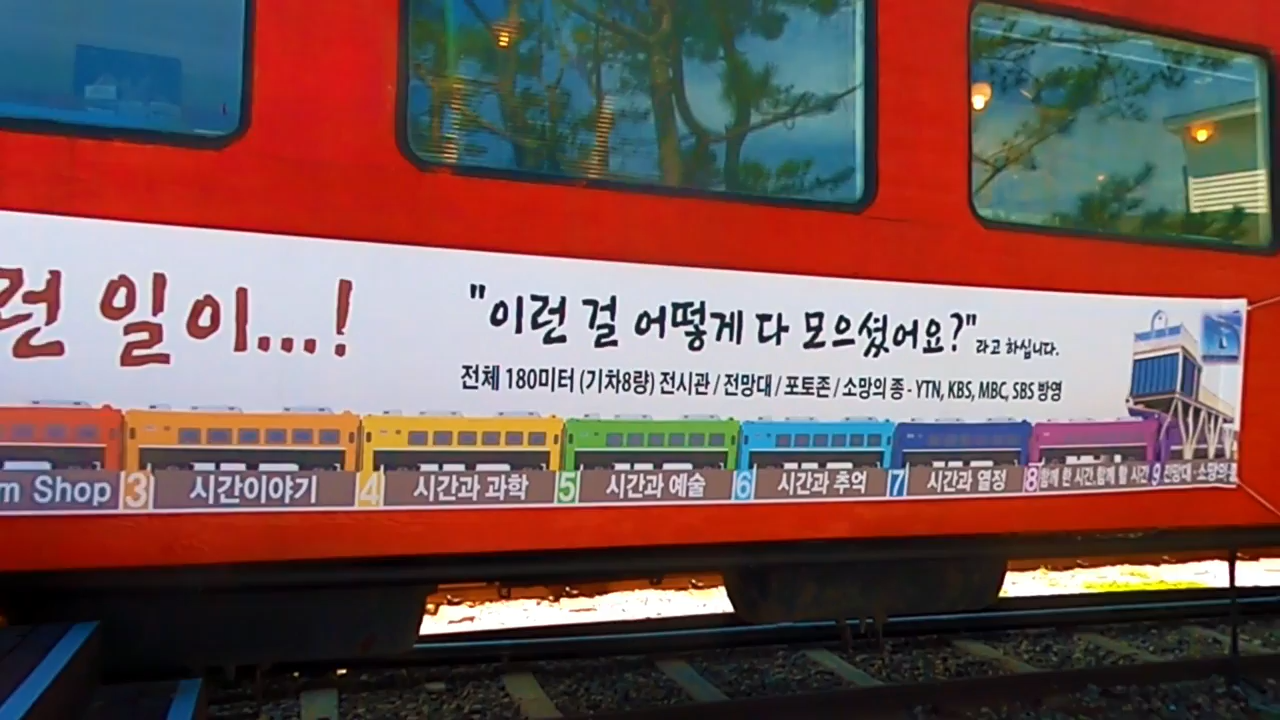 런 일이...!
"이런 걸 어떻게 다 모으셨어요?" 라고 하십니다.
전체 180미터 (기차8량) 전시관 / 전망대 / 포토존 / 소망의 종 - YTN, KBS, MBC, SBS 방영
m Shop 3 시간이야기 4 시간과 과학 5 시간과 예술 6 시간과 추억 7 시간과 열정 8 함께 한 시간, 함께 할 시간 9 전망대 · 소망의 종